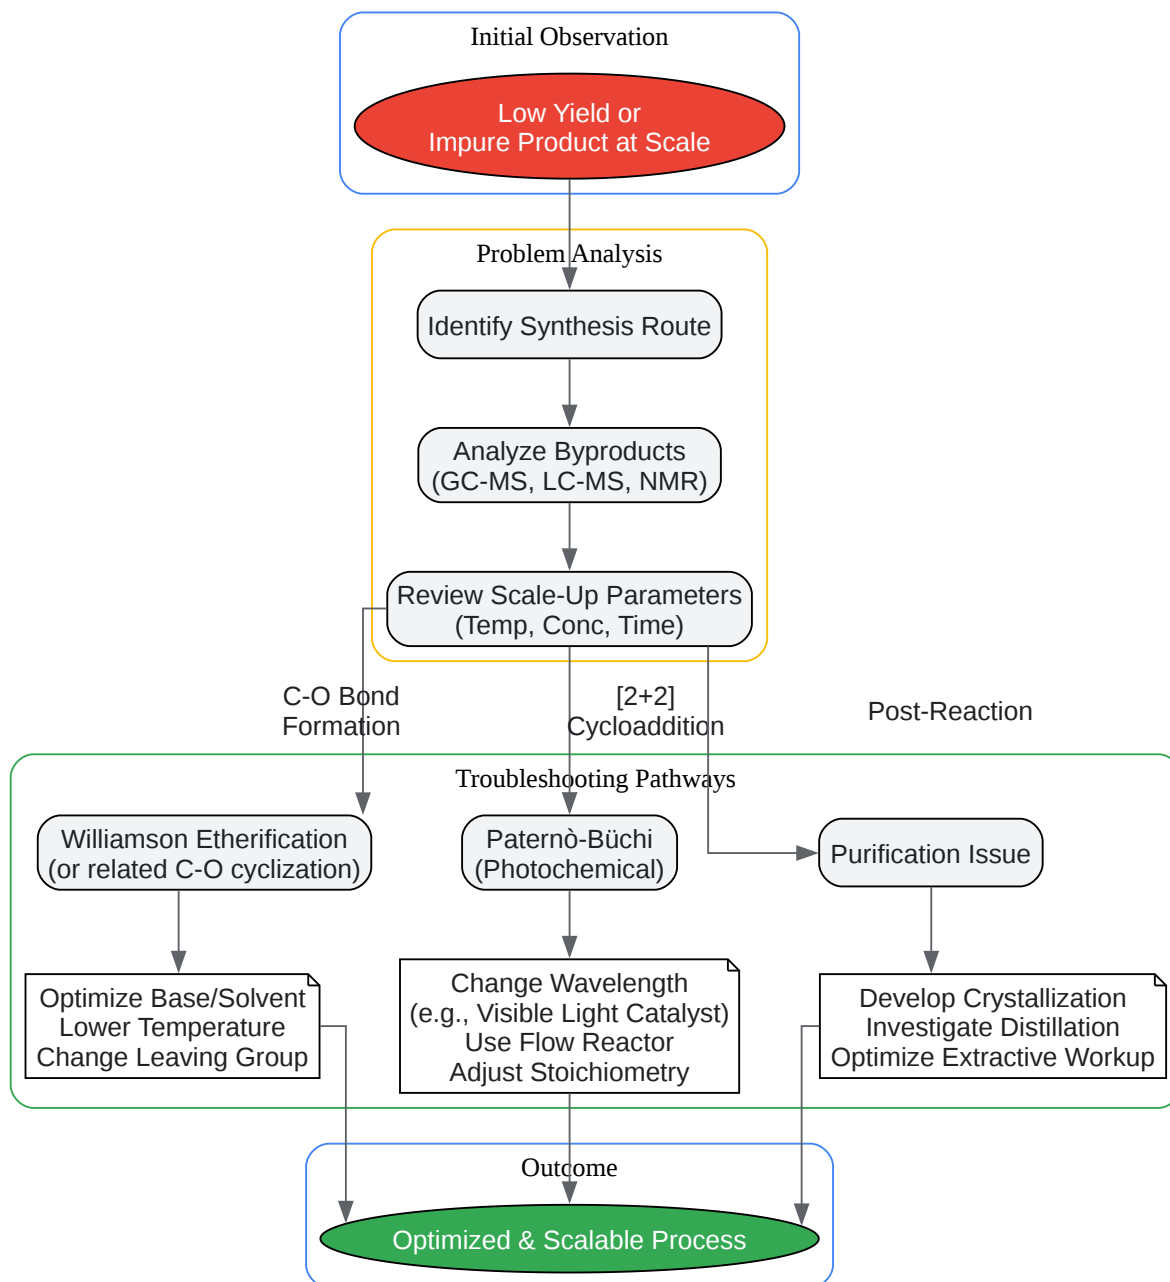 Initial Observation
Low Yield or
Impure Product at Scale
Problem Analysis
Identify Synthesis Route
Analyze Byproducts
(GC-MS, LC-MS, NMR)
Review Scale-Up Parameters
(Temp, Conc, Time)
C-O Bond
Formation
[2+2]
Cycloaddition
Post-Reaction
Troubleshooting Pathways
Williamson Etherification
(or related C-O cyclization)
Paternò-Büchi
(Photochemical)
Purification Issue
Optimize Base/Solvent
Lower Temperature
Change Leaving Group
Change Wavelength
(e.g., Visible Light Catalyst)
Use Flow Reactor
Adjust Stoichiometry
Develop Crystallization
Investigate Distillation
Optimize Extractive Workup
Outcome
Optimized & Scalable Process